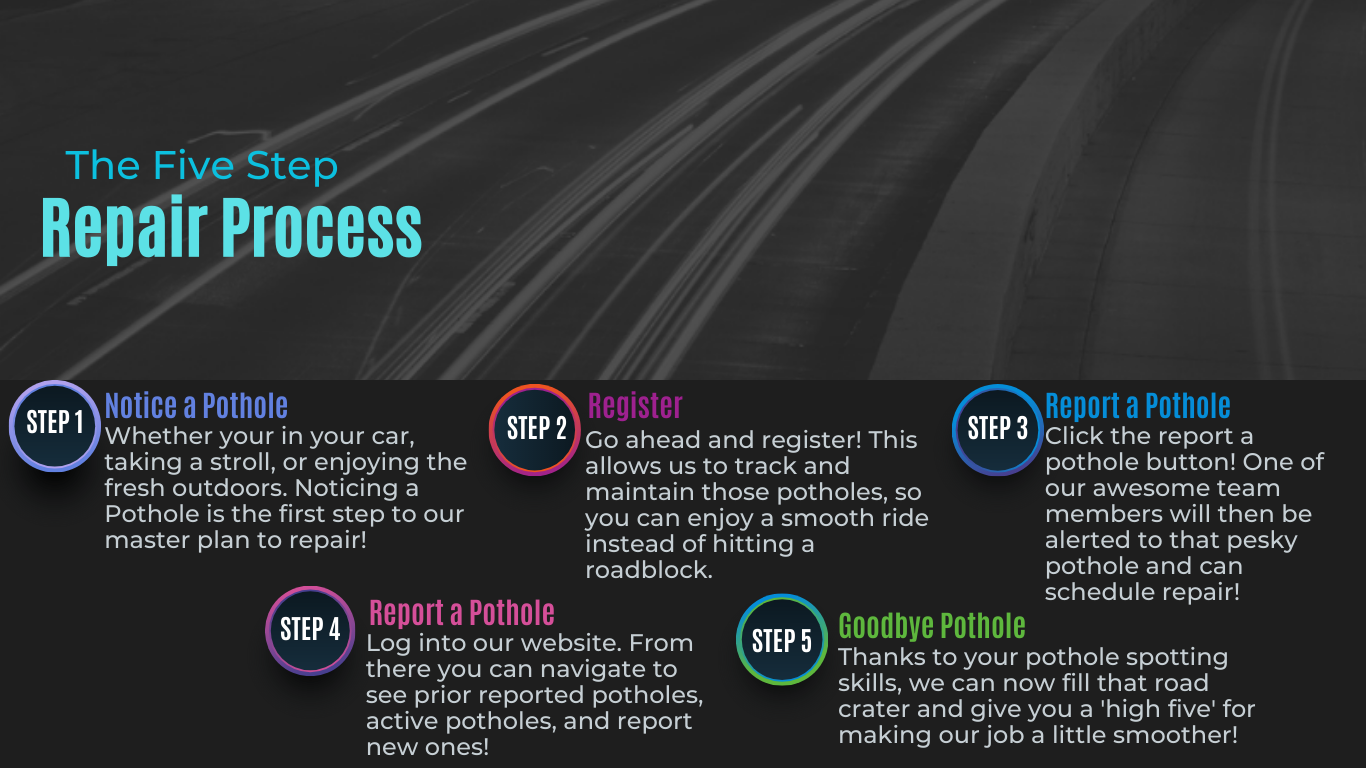 The Five Step
Repair Process
STEP 1
Notice a Pothole
Whether your in your car,
taking a stroll, or enjoying the
fresh outdoors. Noticing a
Pothole is the first step to our
master plan to repair!
STEP 2
Register
Go ahead and register! This
allows us to track and
maintain those potholes, so
you can enjoy a smooth ride
instead of hitting a
roadblock.
STEP 3
Report a Pothole
Click the report a
pothole button! One of
our awesome team
members will then be
alerted to that pesky
pothole and can
schedule repair!
STEP 4
Report a Pothole
Log into our website. From
there you can navigate to
see prior reported potholes,
active potholes, and report
new ones!
STEP 5
Goodbye Pothole
Thanks to your pothole spotting
skills, we can now fill that road
crater and give you a 'high five' for
making our job a little smoother!